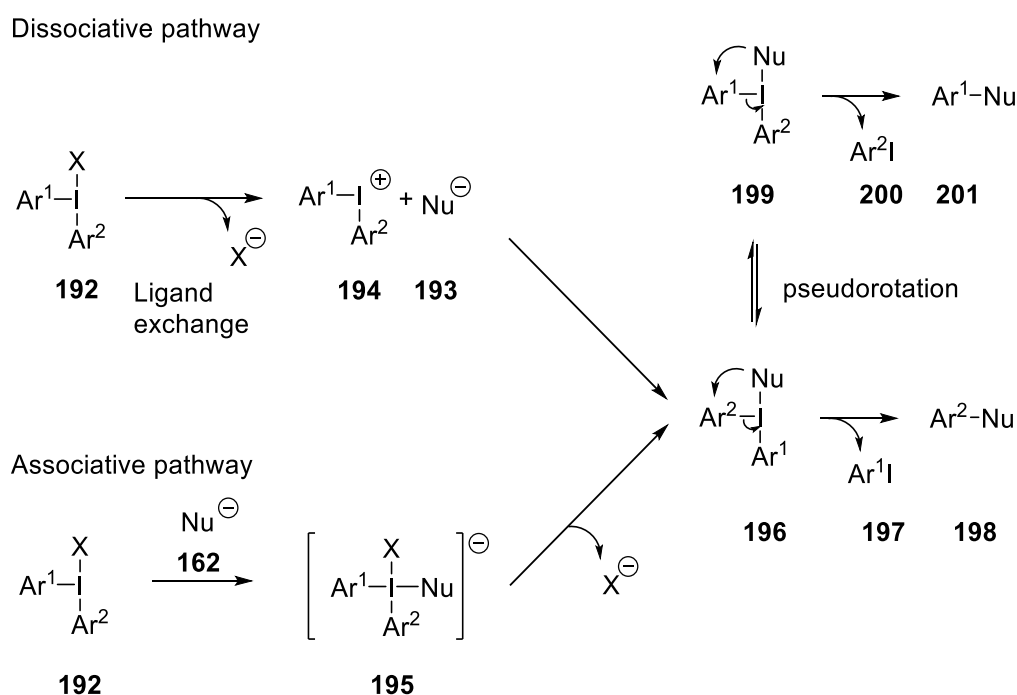 Dissociative pathway
X
Ar¹–I
Ar²
192
X⊖
Ligand
exchange
Ar¹–I ⊕ + Nu⊖
Ar²
194 193
Nu
Ar¹–I
Ar²
199
Ar²I
200
Ar¹–Nu
201
pseudorotation
Nu
Ar²–I
Ar¹
196
Ar¹I
197
Ar²–Nu
198
Associative pathway
X
Ar¹–I
Ar²
192
Nu⊖
162
X ⊖
Ar¹–I–Nu
Ar²
195
X⊖